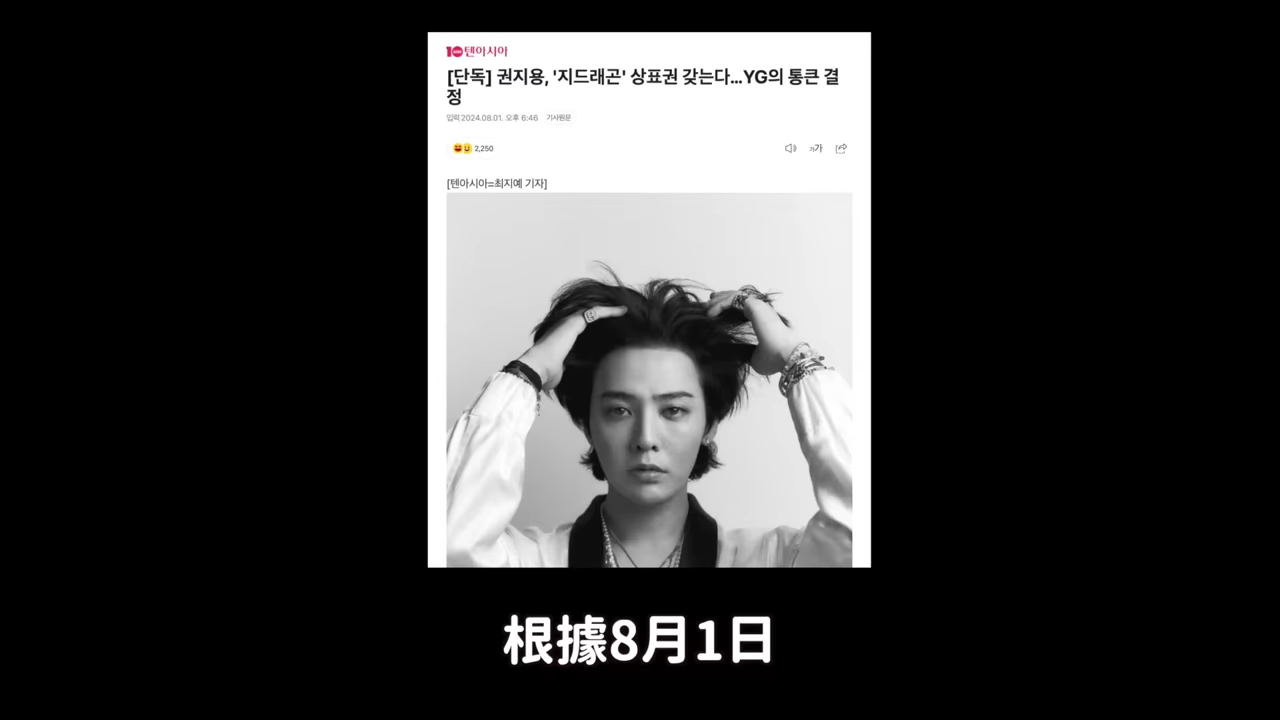 10 텐아시아
[단독] 권지용, '지드래곤' 상표권 갖는다...YG의 통큰 결
정
입력 2024.08.01. 오후 6:46 기사원문
2,250
가가
[텐아시아=최지예 기자]
根據8月1日